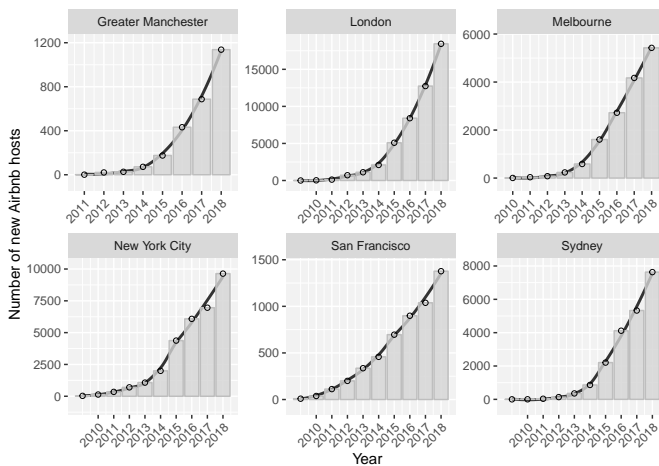 Greater Manchester London Melbourne
1200
800
400
0
15000
10000
5000
0
6000
4000
2000
0
2011 2012 2013 2014 2015 2016 2017 2018
2010 2011 2012 2013 2014 2015 2016 2017 2018
2010 2011 2012 2013 2014 2015 2016 2017 2018
Number of new Airbnb hosts
New York City San Francisco Sydney
10000
7500
5000
2500
0
1500
1000
500
0
8000
6000
4000
2000
0
2010 2011 2012 2013 2014 2015 2016 2017 2018
2010 2011 2012 2013 2014 2015 2016 2017 2018
2010 2011 2012 2013 2014 2015 2016 2017 2018
Year